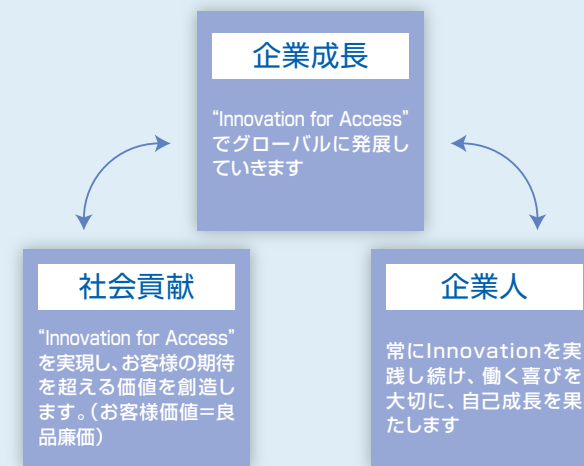 企業成長
“Innovation for Access”
でグローバルに発展し
ていきます
社会貢献
“Innovation for Access”
を実現し、お客様の期待
を超える価値を創造し
ます。（お客様価値＝良
品廉価）
企業人
常にInnovationを実
践し続け、働く喜びを
大切に、自己成長を果
たします